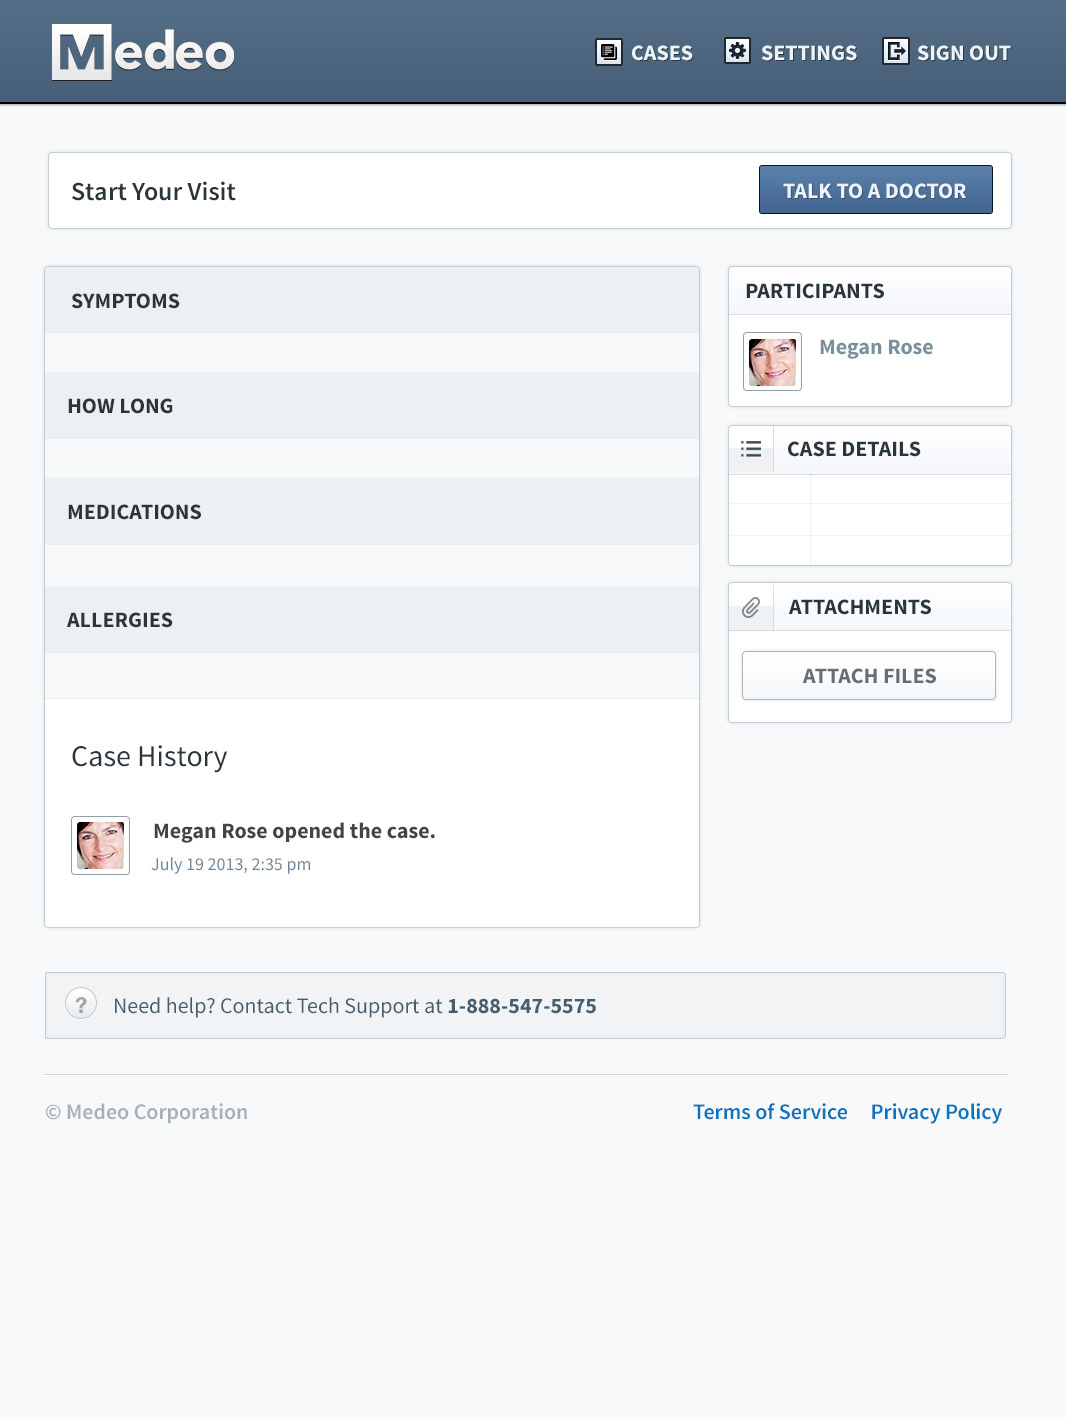 Medeo
CASES
SETTINGS
SIGN OUT
Start Your Visit
TALK TO A DOCTOR
SYMPTOMS
HOW LONG
MEDICATIONS
ALLERGIES
Case History
Megan Rose opened the case.
July 19 2013, 2:35 pm
PARTICIPANTS
Megan Rose
CASE DETAILS
ATTACHMENTS
ATTACH FILES
? Need help? Contact Tech Support at 1-888-547-5575
© Medeo Corporation
Terms of Service
Privacy Policy